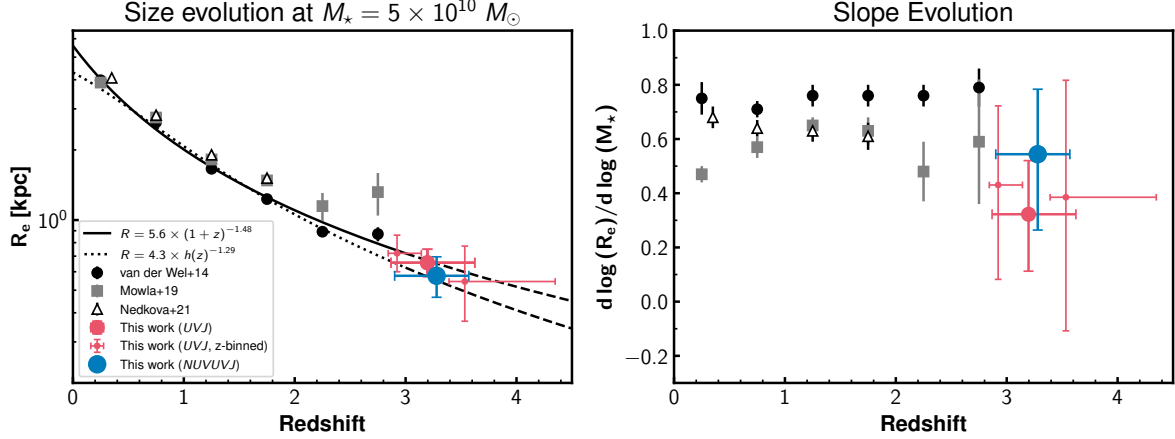 Size evolution at M⋆ = 5 × 10¹⁰ M⊙
Rₑ [kpc]
10⁰
R = 5.6 × (1 + z)^−1.48
R = 4.3 × h(z)^−1.29
van der Wel+14
Mowla+19
Nedkova+21
This work (UVJ)
This work (UVJ, z-binned)
This work (NUVUVJ)
0 1 2 3 4
Redshift
Slope Evolution
d log (Rₑ)/d log (M⋆)
1.0
0.8
0.6
0.4
0.2
0.0
−0.2
0 1 2 3 4
Redshift